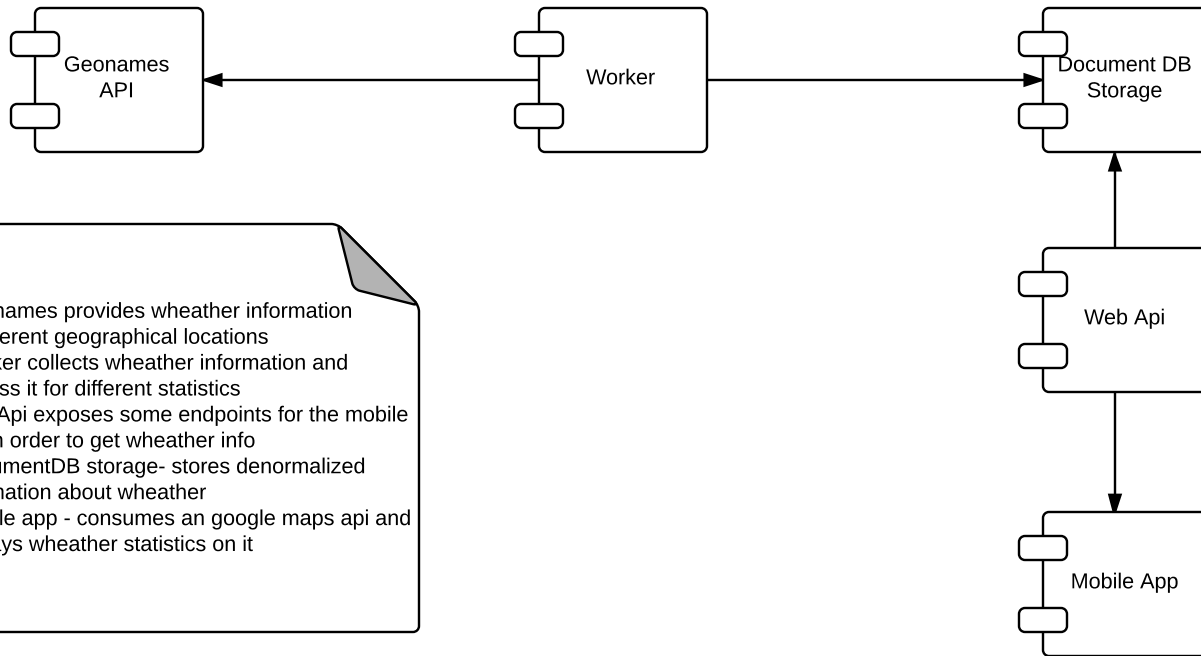 Geonames
API
Worker
Document DB
Storage
names provides wheather information
erent geographical locations
ker collects wheather information and
ss it for different statistics
Api exposes some endpoints for the mobile
n order to get wheather info
umentDB storage- stores denormalized
nation about wheather
le app - consumes an google maps api and
ays wheather statistics on it
Web Api
Mobile App